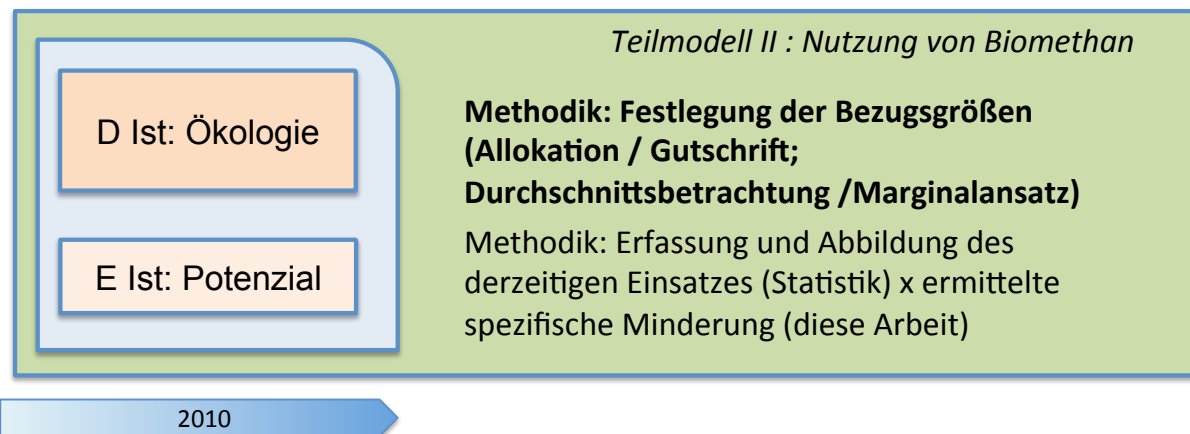 Teilmodell II : Nutzung von Biomethan
D Ist: Ökologie
Methodik: Festlegung der Bezugsgrößen
(Allokation / Gutschrift;
Durchschnittsbetrachtung /Marginalansatz)
E Ist: Potenzial
Methodik: Erfassung und Abbildung des
derzeitigen Einsatzes (Statistik) x ermittelte
spezifische Minderung (diese Arbeit)
2010